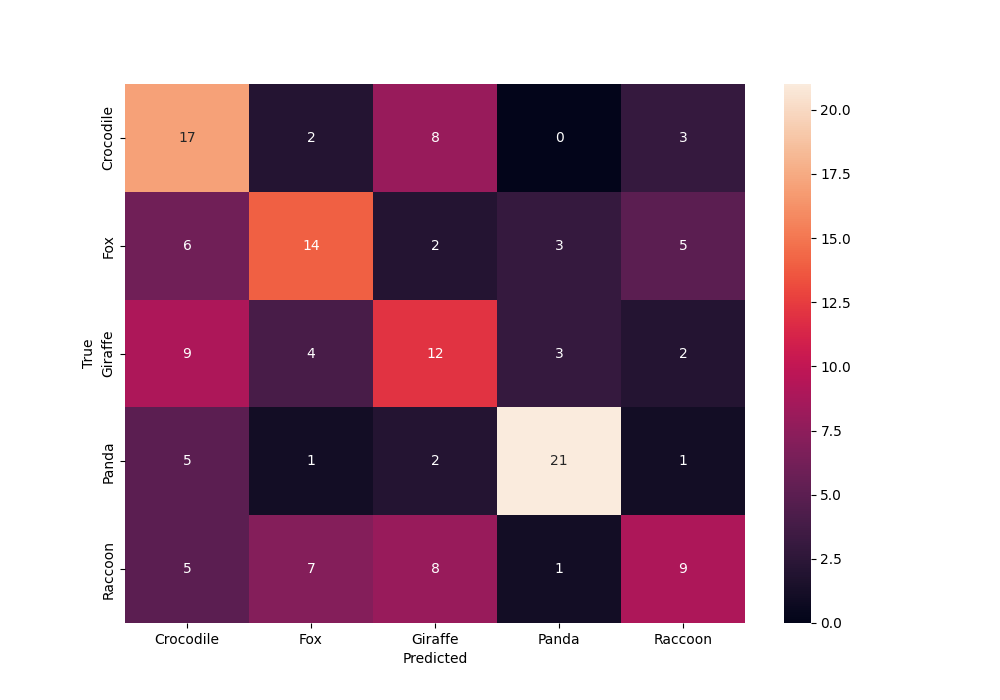 Crocodile 17 2 8 0 3
Fox 6 14 2 3 5
Giraffe 9 4 12 3 2
Panda 5 1 2 21 1
Raccoon 5 7 8 1 9
True
Crocodile Fox Giraffe Panda Raccoon
Predicted
20.0
17.5
15.0
12.5
10.0
7.5
5.0
2.5
0.0